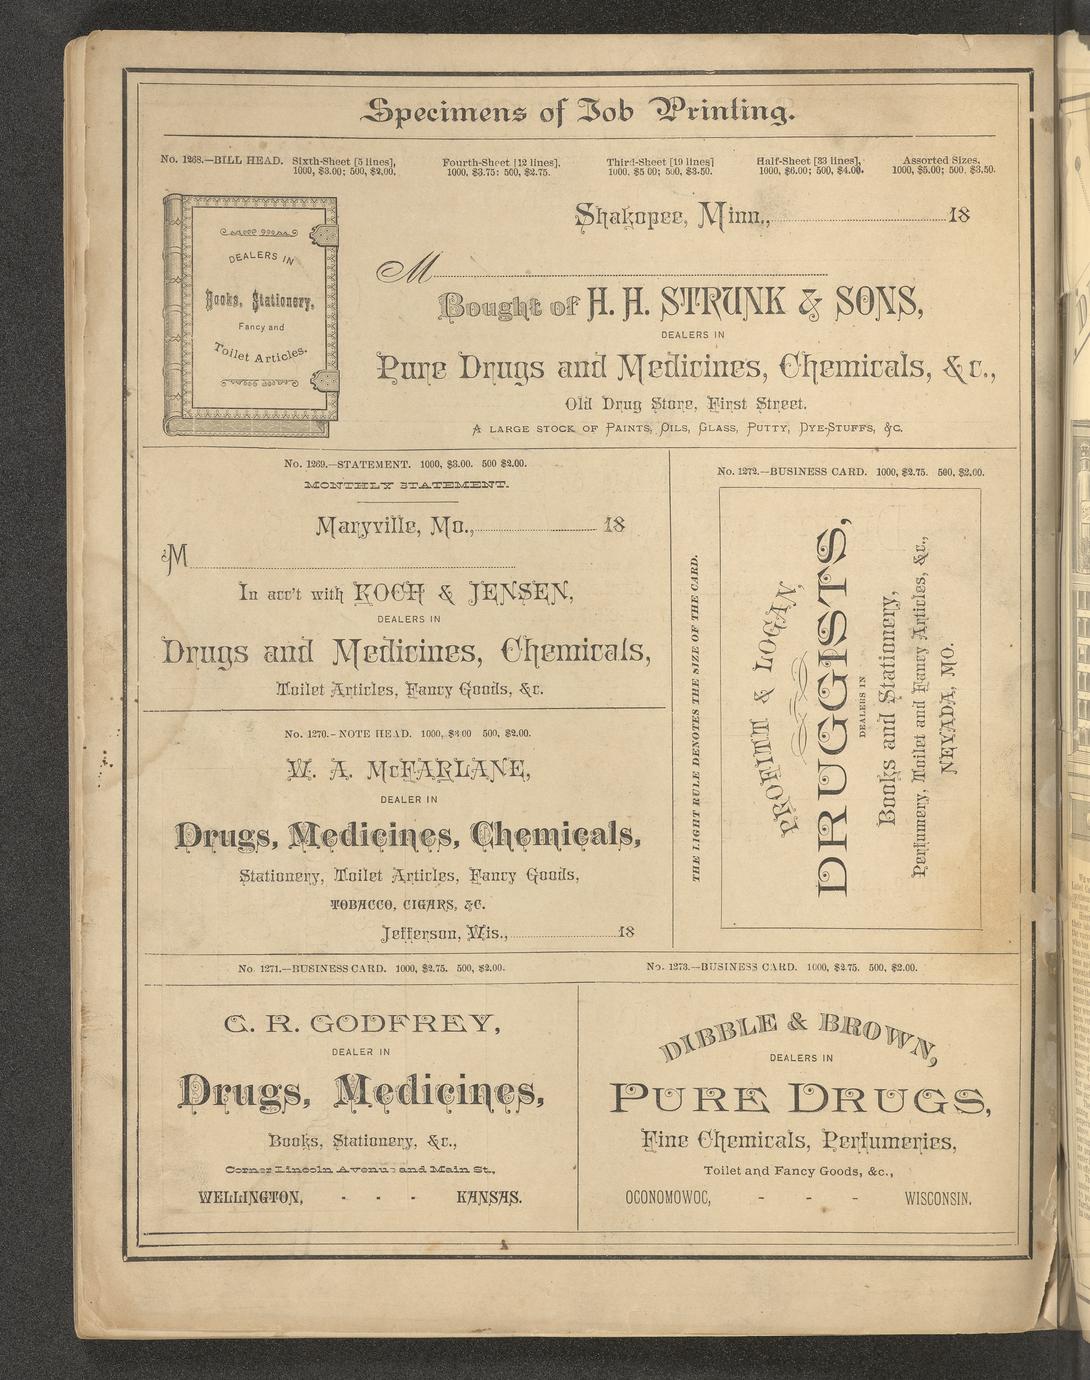 Specimens of Job Printing.
No. 1268.—BILL HEAD. Sixth-Sheet [5 lines], 1000, $3.00; 500, $2.00.
Fourth-Sheet [12 lines], 1000, $3.75; 500, $2.75.
Third-Sheet [19 lines] 1000, $5 00; 500, $3.50.
Half-Sheet [33 lines], 1000, $6.00; 500, $4.00.
Assorted Sizes, 1000, $5.00; 500, $3.50.
DEALERS IN
Books, Stationery,
Fancy and
Toilet Articles.
Shakopee, Minn., 18
M
Bought of H. H. STRUNK & SONS,
DEALERS IN
Pure Drugs and Medicines, Chemicals, &c.,
Old Drug Store, First Street.
A LARGE STOCK OF PAINTS, OILS, GLASS, PUTTY, DYE-STUFFS, &C.
No. 1269.—STATEMENT. 1000, $3.00. 500 $2.00.
MONTHLY STATEMENT.
Maryville, Mo., 18
M
In acc't with KOCH & JENSEN,
DEALERS IN
Drugs and Medicines, Chemicals,
Toilet Articles, Fancy Goods, &c.
No. 1270.—NOTE HEAD. 1000, $3 00 500, $2.00.
W. A. McFARLANE,
DEALER IN
Drugs, Medicines, Chemicals,
Stationery, Toilet Articles, Fancy Goods,
TOBACCO, CIGARS, &C.
Jefferson, Wis., 18
No. 1272.—BUSINESS CARD. 1000, $2.75. 500, $2.00.
THE LIGHT RULE DENOTES THE SIZE OF THE CARD.
PROFITT & LOGAN,
DRUGGISTS,
DEALERS IN
Books and Stationery,
Perfumery, Toilet and Fancy Articles, &c.,
NEVADA, MO.
No. 1271.—BUSINESS CARD. 1000, $2.75. 500, $2.00.
C. R. GODFREY,
DEALER IN
Drugs, Medicines,
Books, Stationery, &c.,
Corner Lincoln Avenue and Main St.,
WELLINGTON, - - - KANSAS.
No. 1273.—BUSINESS CARD. 1000, $2.75. 500, $2.00.
DIBBLE & BROWN,
DEALERS IN
PURE DRUGS,
Fine Chemicals, Perfumeries,
Toilet and Fancy Goods, &c.,
OCONOMOWOC, - - - WISCONSIN.